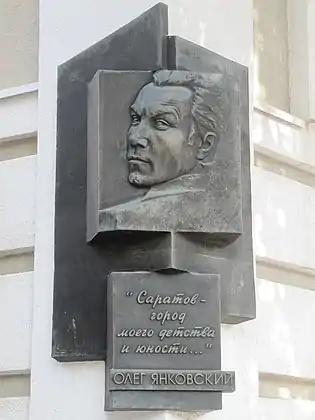 "Саратов-
город
моего детства
и юности..."
ОЛЕГ ЯНКОВСКИЙ